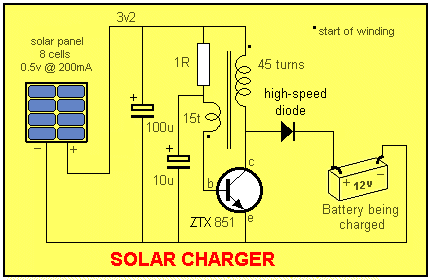 3v2
solar panel
8 cells
0.5v @ 200mA
start of winding
1R
45 turns
high-speed
diode
15t
100u
10u
c
b
e
ZTX 851
+
-
+
+
+
+
12v
-
Battery being
charged
SOLAR CHARGER